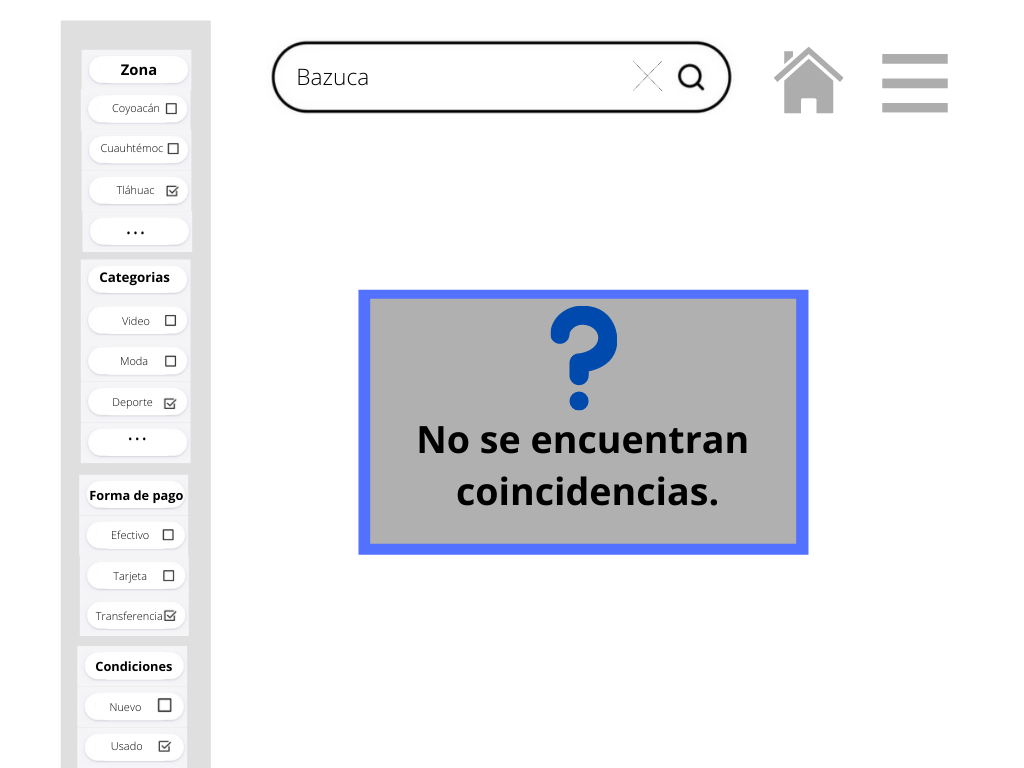 Bazuca
Zona
Coyoacán
Cuauhtémoc
Tláhuac
...
Categorias
Video
Moda
Deporte
...
Forma de pago
Efectivo
Tarjeta
Transferencia
Condiciones
Nuevo
Usado
?
No se encuentran
coincidencias.